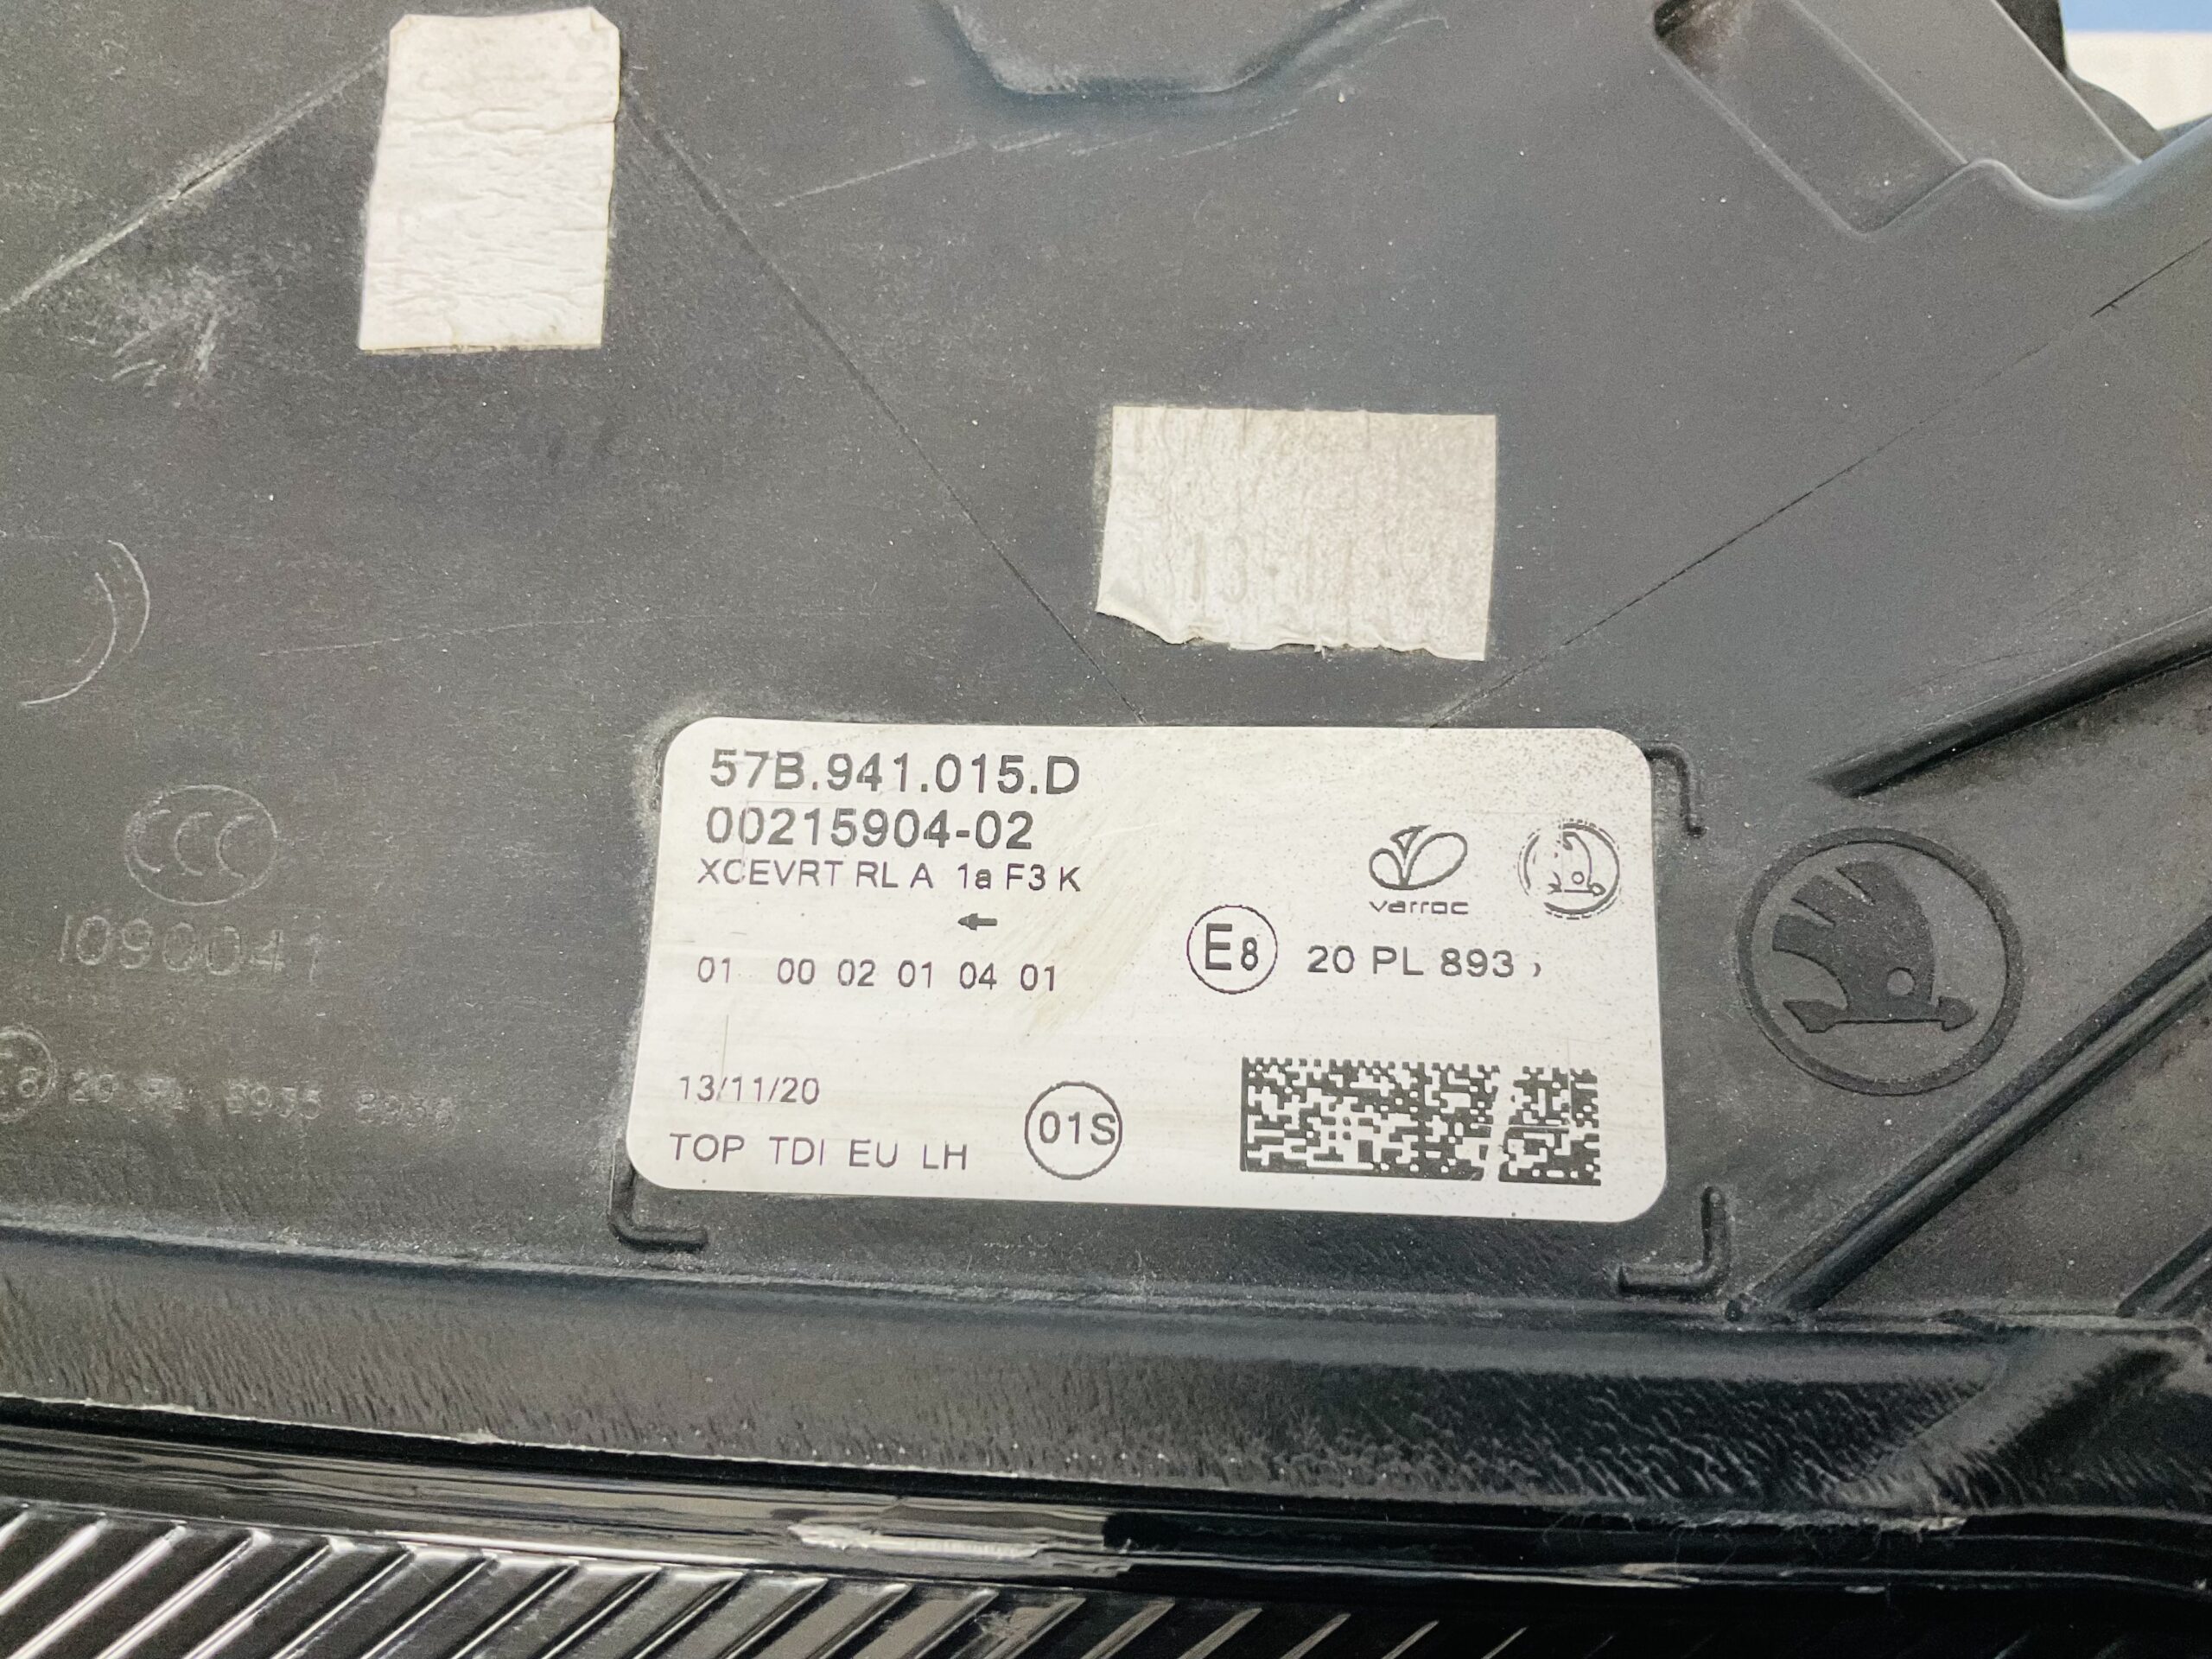 57B.941.015.D
00215904-02
XCEVRT RL A 1a F3 K
←
01 00 02 01 04 01
varroc
E8 20 PL 893
13/11/20
TOP TDI EU LH
01S
CCC
1090041